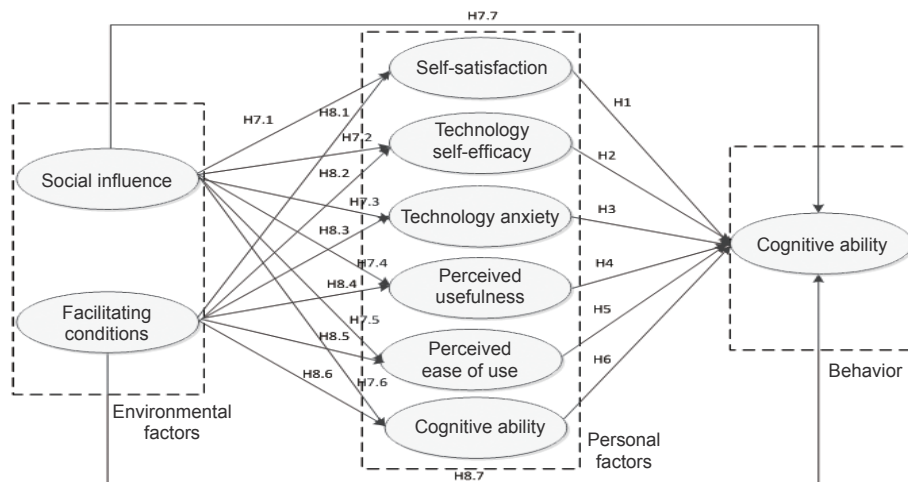 H7.7
Self-satisfaction
H1
H7.1
H8.1
H7.2
Technology
self-efficacy
H2
H8.2
Social influence
H7.3
Technology anxiety
H3
H8.3
Cognitive ability
H7.4
H8.4
Perceived
usefulness
H4
Facilitating
conditions
H7.5
H8.5
Perceived
ease of use
H5
H6
H8.6
H7.6
Behavior
Environmental
factors
Cognitive ability
Personal
factors
H8.7